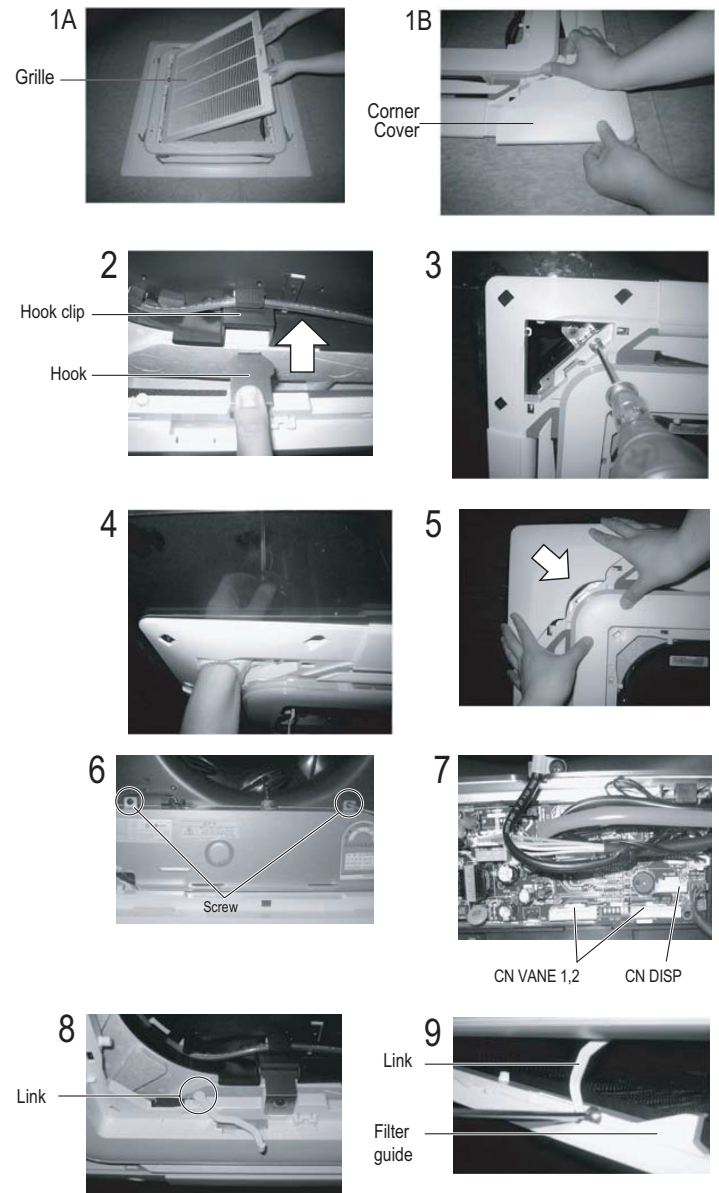 1A
Grille
1B
Corner
Cover
2
Hook clip
Hook
3
4
5
6
Screw
7
CN VANE 1,2
CN DISP
8
Link
9
Link
Filter
guide